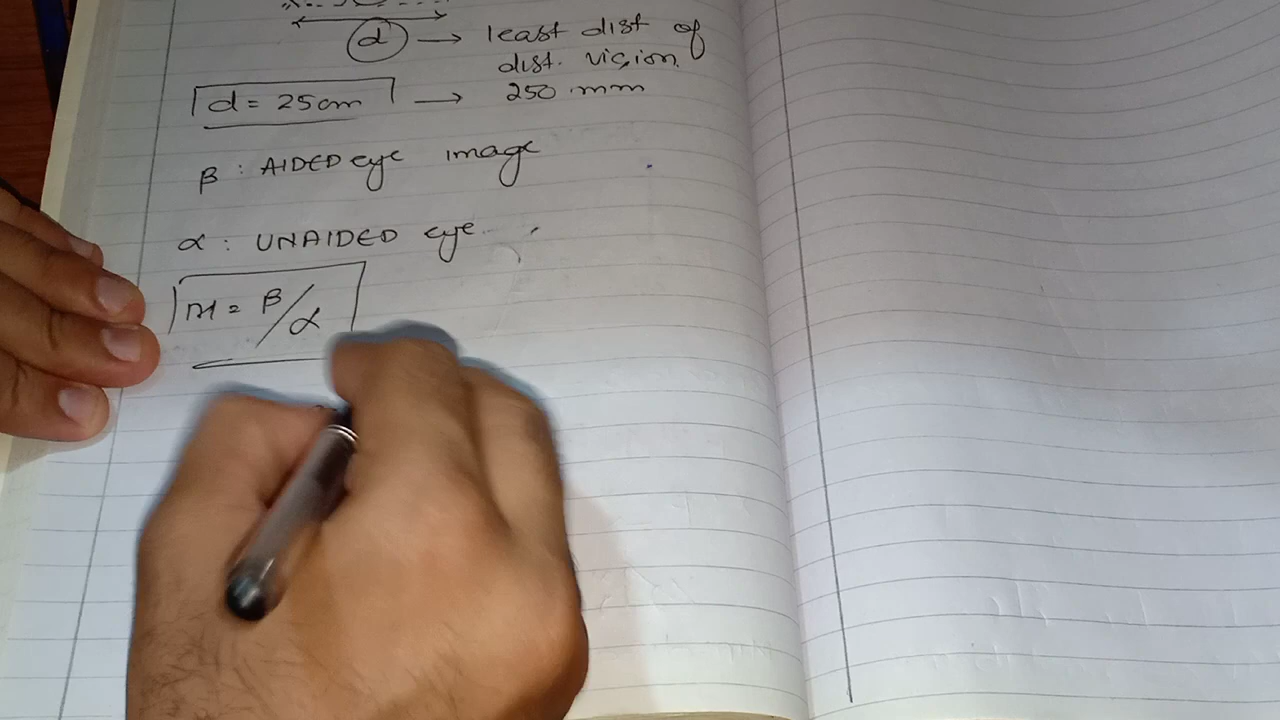 d → least dist of
dist. vision
d = 25cm → 250 mm
β : AIDED eye image
α : UNAIDED eye
M = β/α